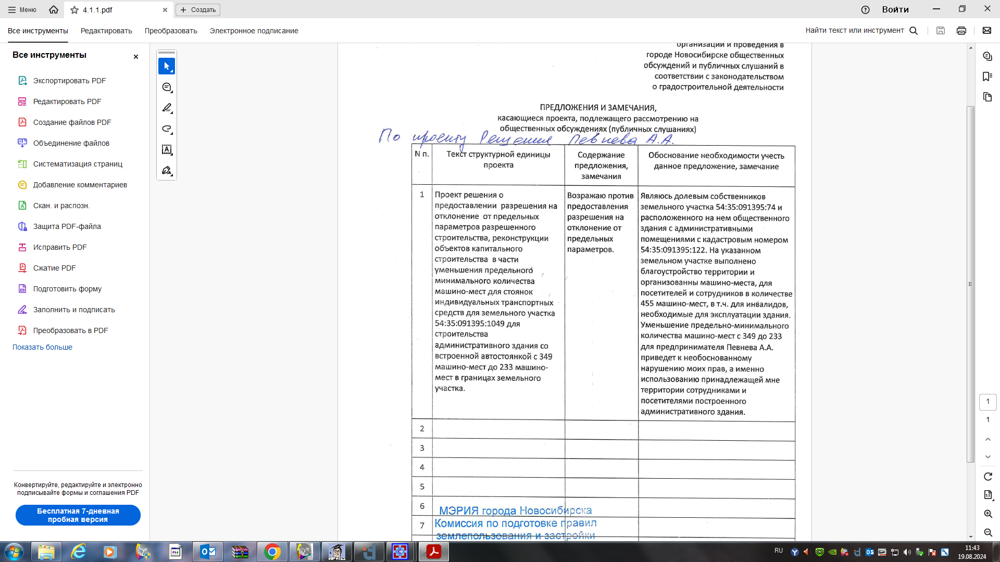 Меню
4.1.1.pdf
Создать
Войти
Все инструменты
Редактировать
Преобразовать
Электронное подписание
Найти текст или инструмент
Все инструменты
Экспортировать PDF
Редактировать PDF
Создание файлов PDF
Объединение файлов
Систематизация страниц
Добавление комментариев
Скан. и распозн.
Защита PDF-файла
Исправить PDF
Сжатие PDF
Подготовить форму
Заполнить и подписать
Преобразовать в PDF
Показать больше
Конвертируйте, редактируйте и электронно
подписывайте формы и соглашения PDF
Бесплатная 7-дневная
пробная версия
организации и проведения в
городе Новосибирске общественных
обсуждений и публичных слушаний в
соответствии с законодательством
о градостроительной деятельности
ПРЕДЛОЖЕНИЯ И ЗАМЕЧАНИЯ,
касающиеся проекта, подлежащего рассмотрению на
общественных обсуждениях (публичных слушаниях)
По проекту Решения Певнева А.А.
N п.
Текст структурной единицы
проекта
Содержание
предложения,
замечания
Обоснование необходимости учесть
данное предложение, замечание
1
Проект решения о
предоставлении разрешения на
отклонение от предельных
параметров разрешенного
строительства, реконструкции
объектов капитального
строительства в части
уменьшения предельного
минимального количества
машино-мест для стоянок
индивидуальных транспортных
средств для земельного участка
54:35:091395:1049 для
строительства
административного здания со
встроенной автостоянкой с 349
машино-мест до 233 машино-
мест в границах земельного
участка.
Возражаю против
предоставления
разрешения на
отклонение от
предельных
параметров.
Являюсь долевым собственников
земельного участка 54:35:091395:74 и
расположенного на нем общественного
здания с административными
помещениями с кадастровым номером
54:35:091395:122. На указанном
земельном участке выполнено
благоустройство территории и
организованны машино-места, для
посетителей и сотрудников в количестве
455 машино-мест, в т.ч. для инвалидов,
необходимые для эксплуатации здания.
Уменьшение предельно-минимального
количества машино-мест с 349 до 233
для предпринимателя Певнева А.А.
приведет к необоснованному
нарушению моих прав, а именно
использованию принадлежащей мне
территории сотрудниками и
посетителями построенного
административного здания.
2
3
4
5
6
7
МЭРИЯ города Новосибирска
Комиссия по подготовке правил
землепользования и застройки
1
1
RU
11:43
19.08.2024